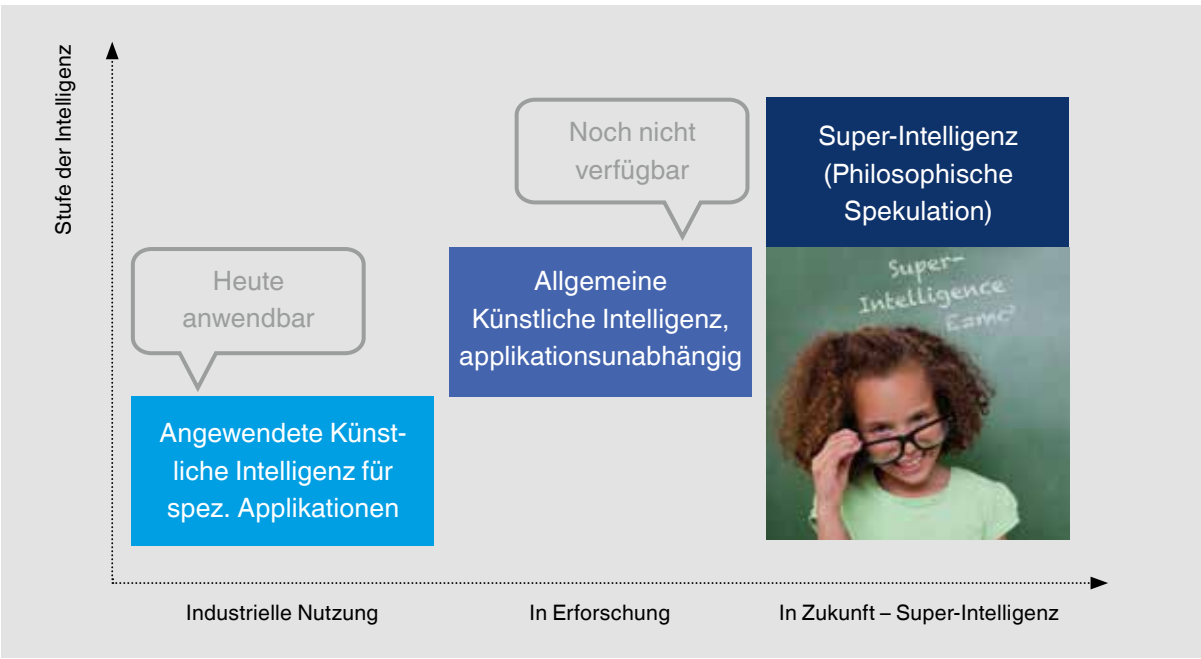 Stufe der Intelligenz
Heute
anwendbar
Angewendete Künst-
liche Intelligenz für
spez. Applikationen
Noch nicht
verfügbar
Allgemeine
Künstliche Intelligenz,
applikationsunabhängig
Super-Intelligenz
(Philosophische
Spekulation)
Super-
Intelligence
E=mc²
Industrielle Nutzung
In Erforschung
In Zukunft – Super-Intelligenz